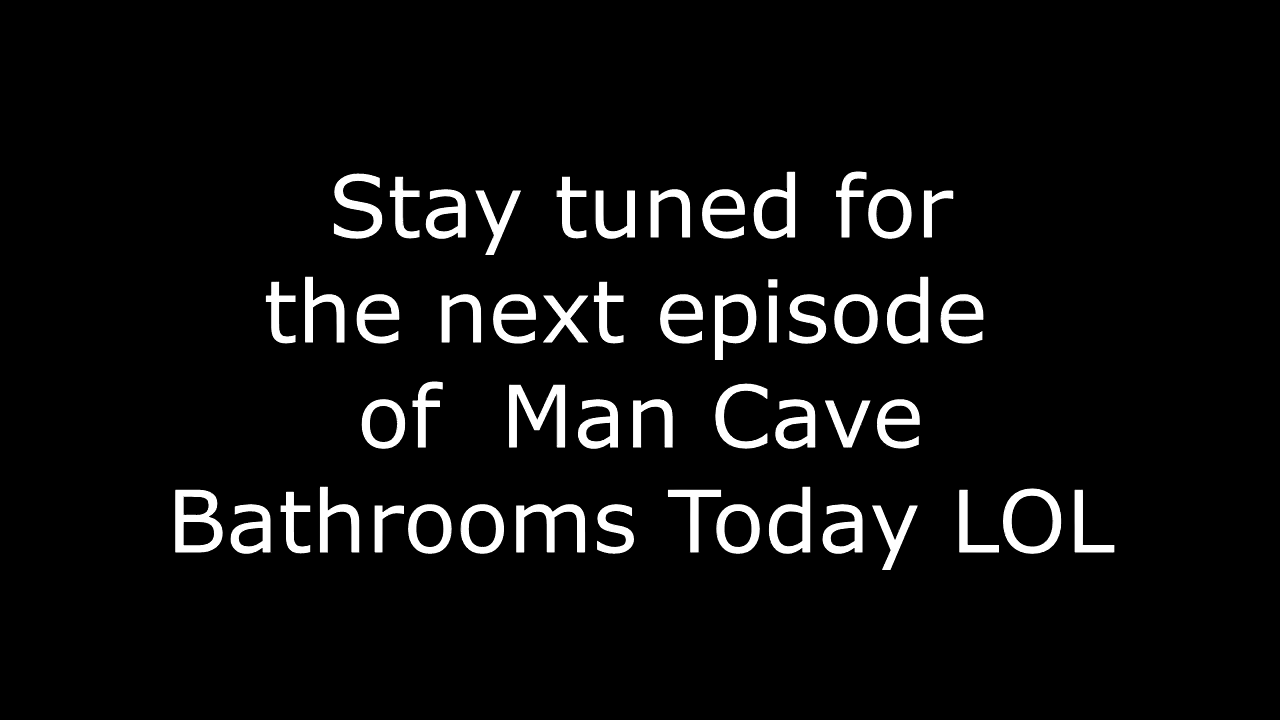 Stay tuned for
the next episode
of  Man Cave
Bathrooms Today LOL